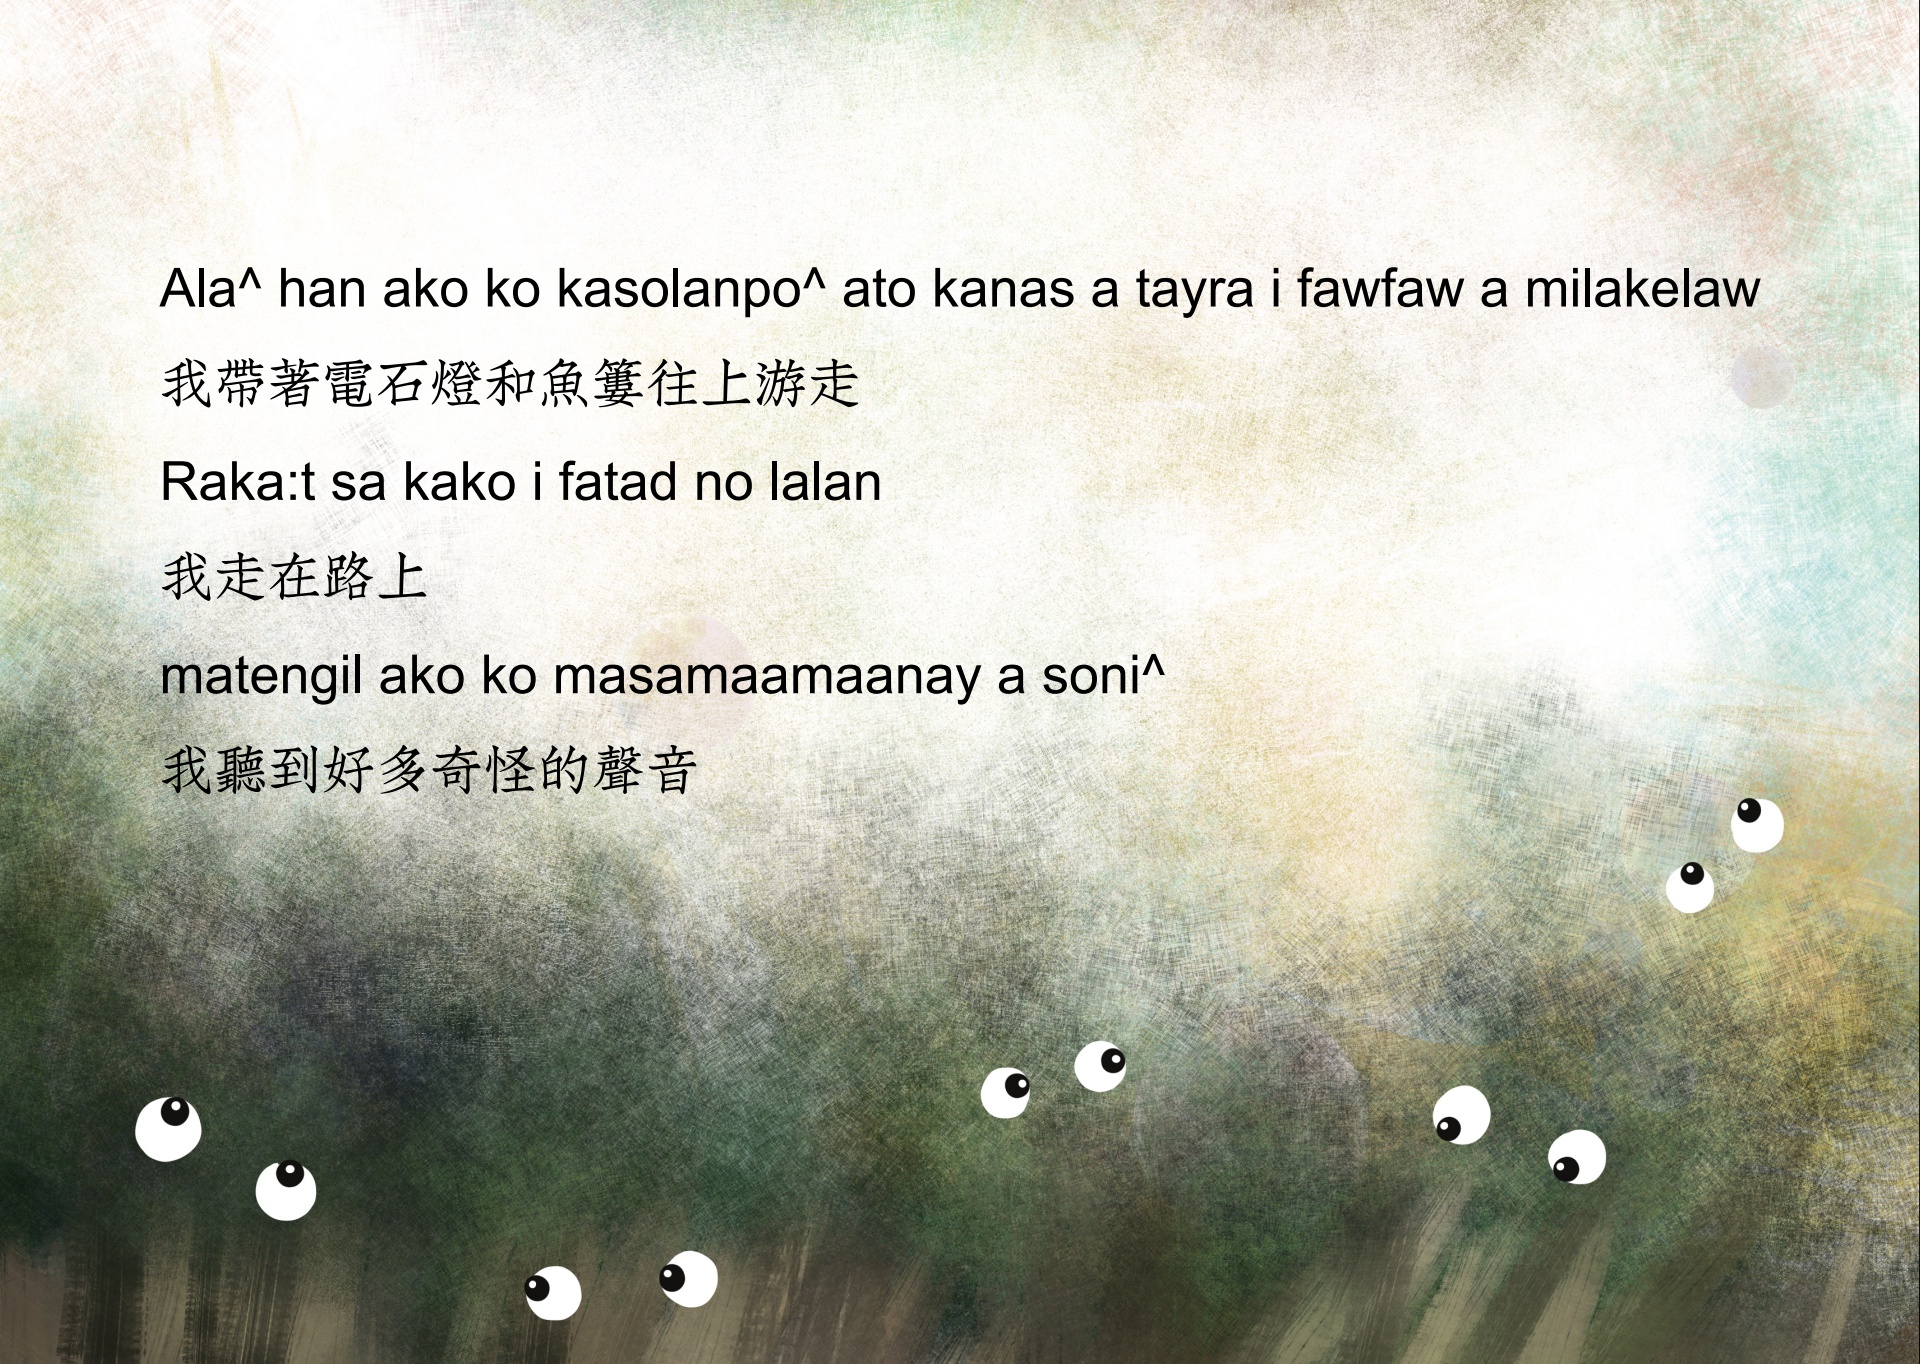 Ala^ han ako ko kasolanpo^ ato kanas a tayra i fawfaw a milakelaw
我帶著電石燈和魚簍往上游走
Raka:t sa kako i fatad no lalan
我走在路上
matengil ako ko masamaamaanay a soni^
我聽到好多奇怪的聲音